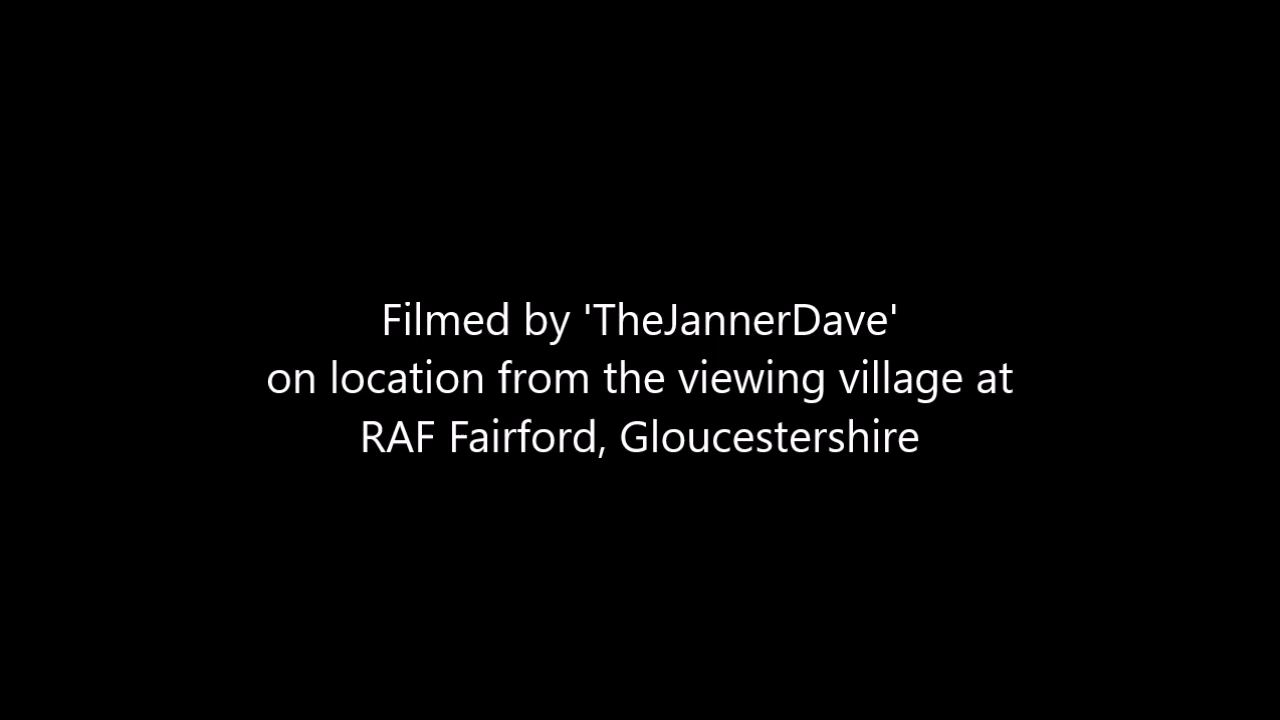 Filmed by 'TheJannerDave'
on location from the viewing village at
RAF Fairford, Gloucestershire